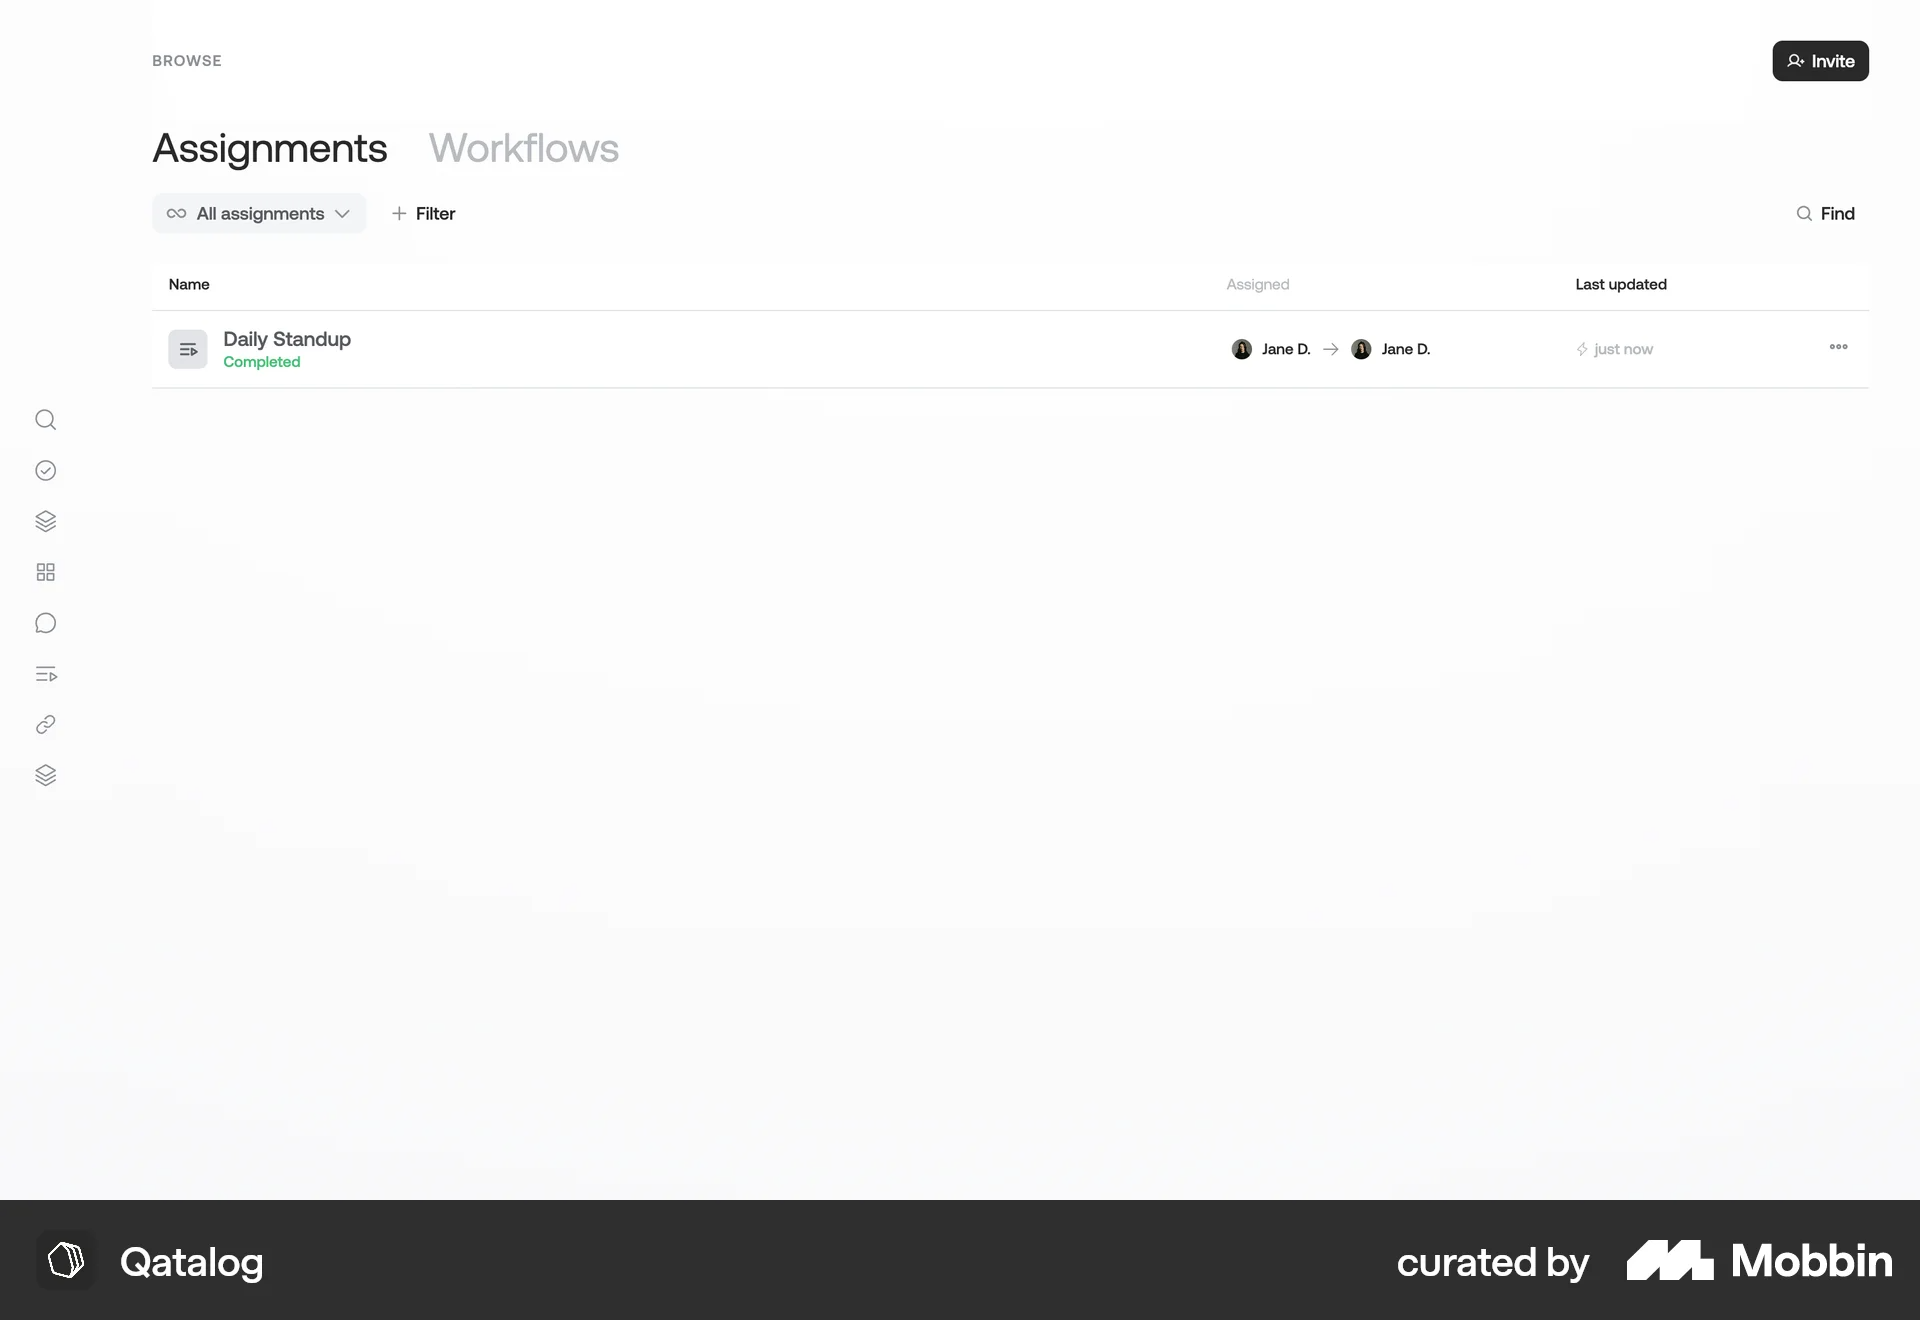 BROWSE
Invite
Assignments Workflows
All assignments Filter Find
Name Assigned Last updated
Daily Standup
Completed
Jane D. → Jane D. just now
Qatalog curated by Mobbin